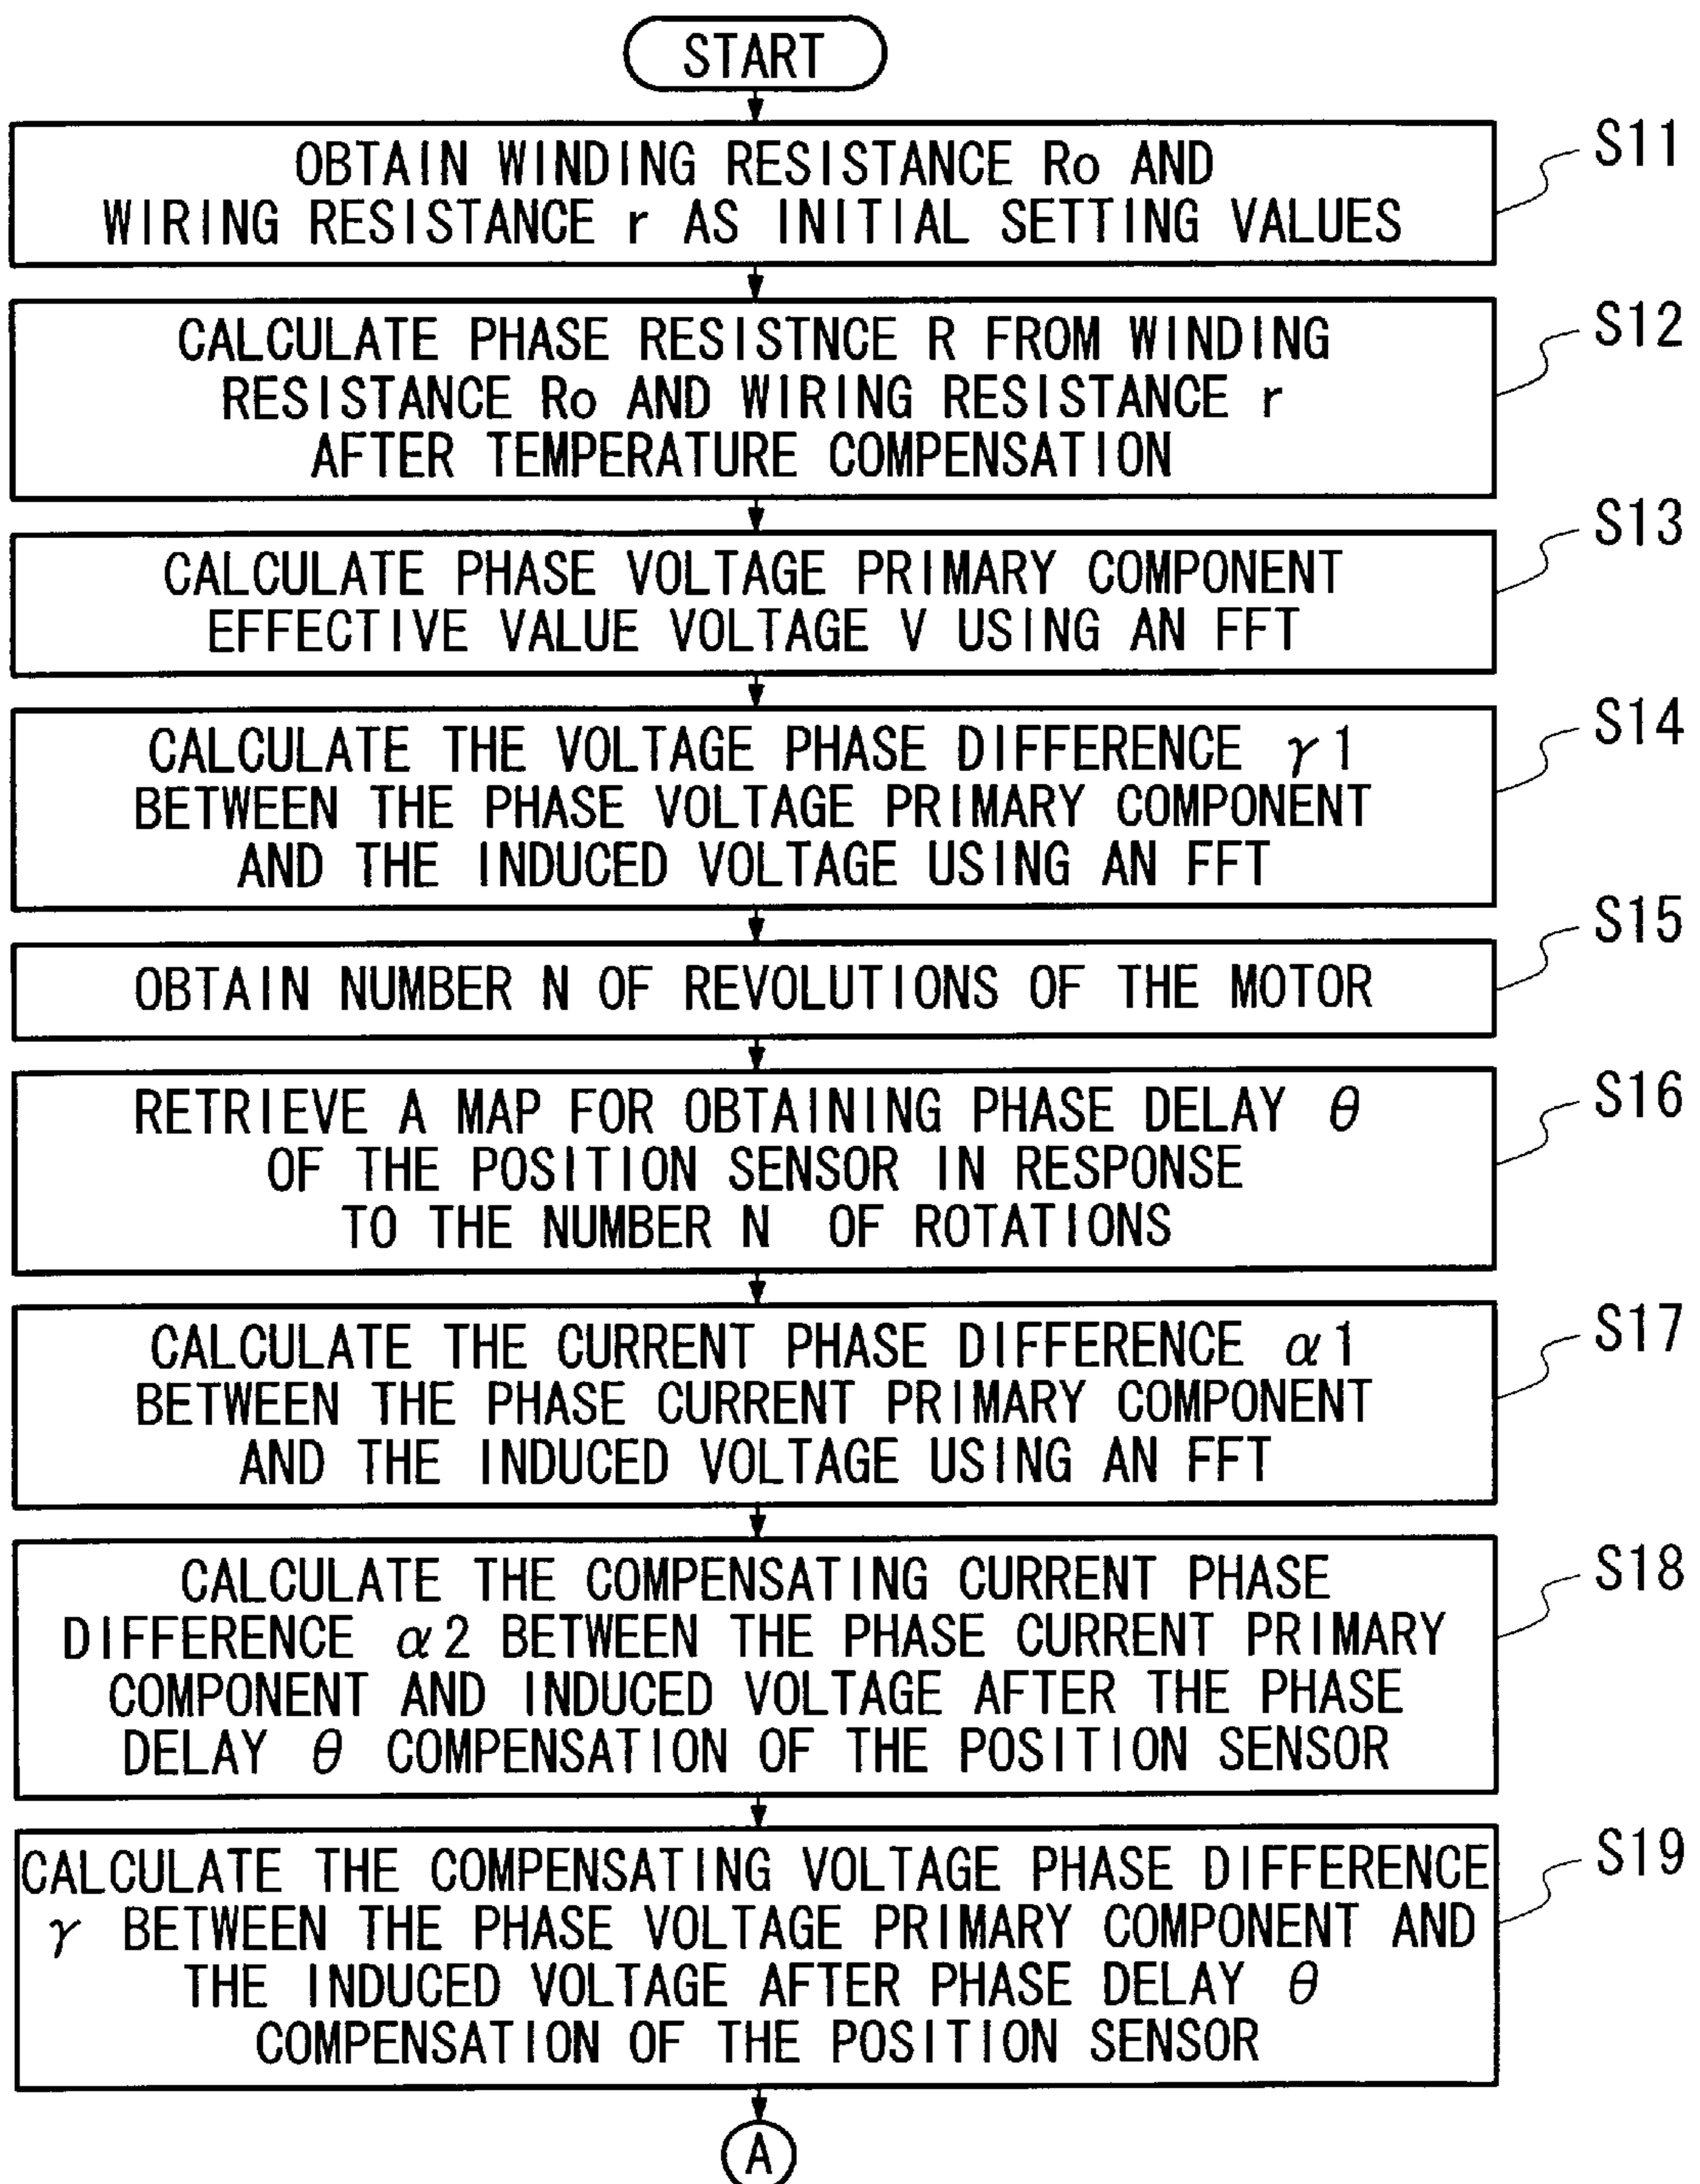 START
OBTAIN WINDING RESISTANCE Ro AND
WIRING RESISTANCE r AS INITIAL SETTING VALUES
S11
CALCULATE PHASE RESISTNCE R FROM WINDING
RESISTANCE Ro AND WIRING RESISTANCE r
AFTER TEMPERATURE COMPENSATION
S12
CALCULATE PHASE VOLTAGE PRIMARY COMPONENT
EFFECTIVE VALUE VOLTAGE V USING AN FFT
S13
CALCULATE THE VOLTAGE PHASE DIFFERENCE γ1
BETWEEN THE PHASE VOLTAGE PRIMARY COMPONENT
AND THE INDUCED VOLTAGE USING AN FFT
S14
OBTAIN NUMBER N OF REVOLUTIONS OF THE MOTOR
S15
RETRIEVE A MAP FOR OBTAINING PHASE DELAY θ
OF THE POSITION SENSOR IN RESPONSE
TO THE NUMBER N OF ROTATIONS
S16
CALCULATE THE CURRENT PHASE DIFFERENCE α1
BETWEEN THE PHASE CURRENT PRIMARY COMPONENT
AND THE INDUCED VOLTAGE USING AN FFT
S17
CALCULATE THE COMPENSATING CURRENT PHASE
DIFFERENCE α2 BETWEEN THE PHASE CURRENT PRIMARY
COMPONENT AND INDUCED VOLTAGE AFTER THE PHASE
DELAY θ COMPENSATION OF THE POSITION SENSOR
S18
CALCULATE THE COMPENSATING VOLTAGE PHASE DIFFERENCE
γ BETWEEN THE PHASE VOLTAGE PRIMARY COMPONENT AND
THE INDUCED VOLTAGE AFTER PHASE DELAY θ
COMPENSATION OF THE POSITION SENSOR
S19
A